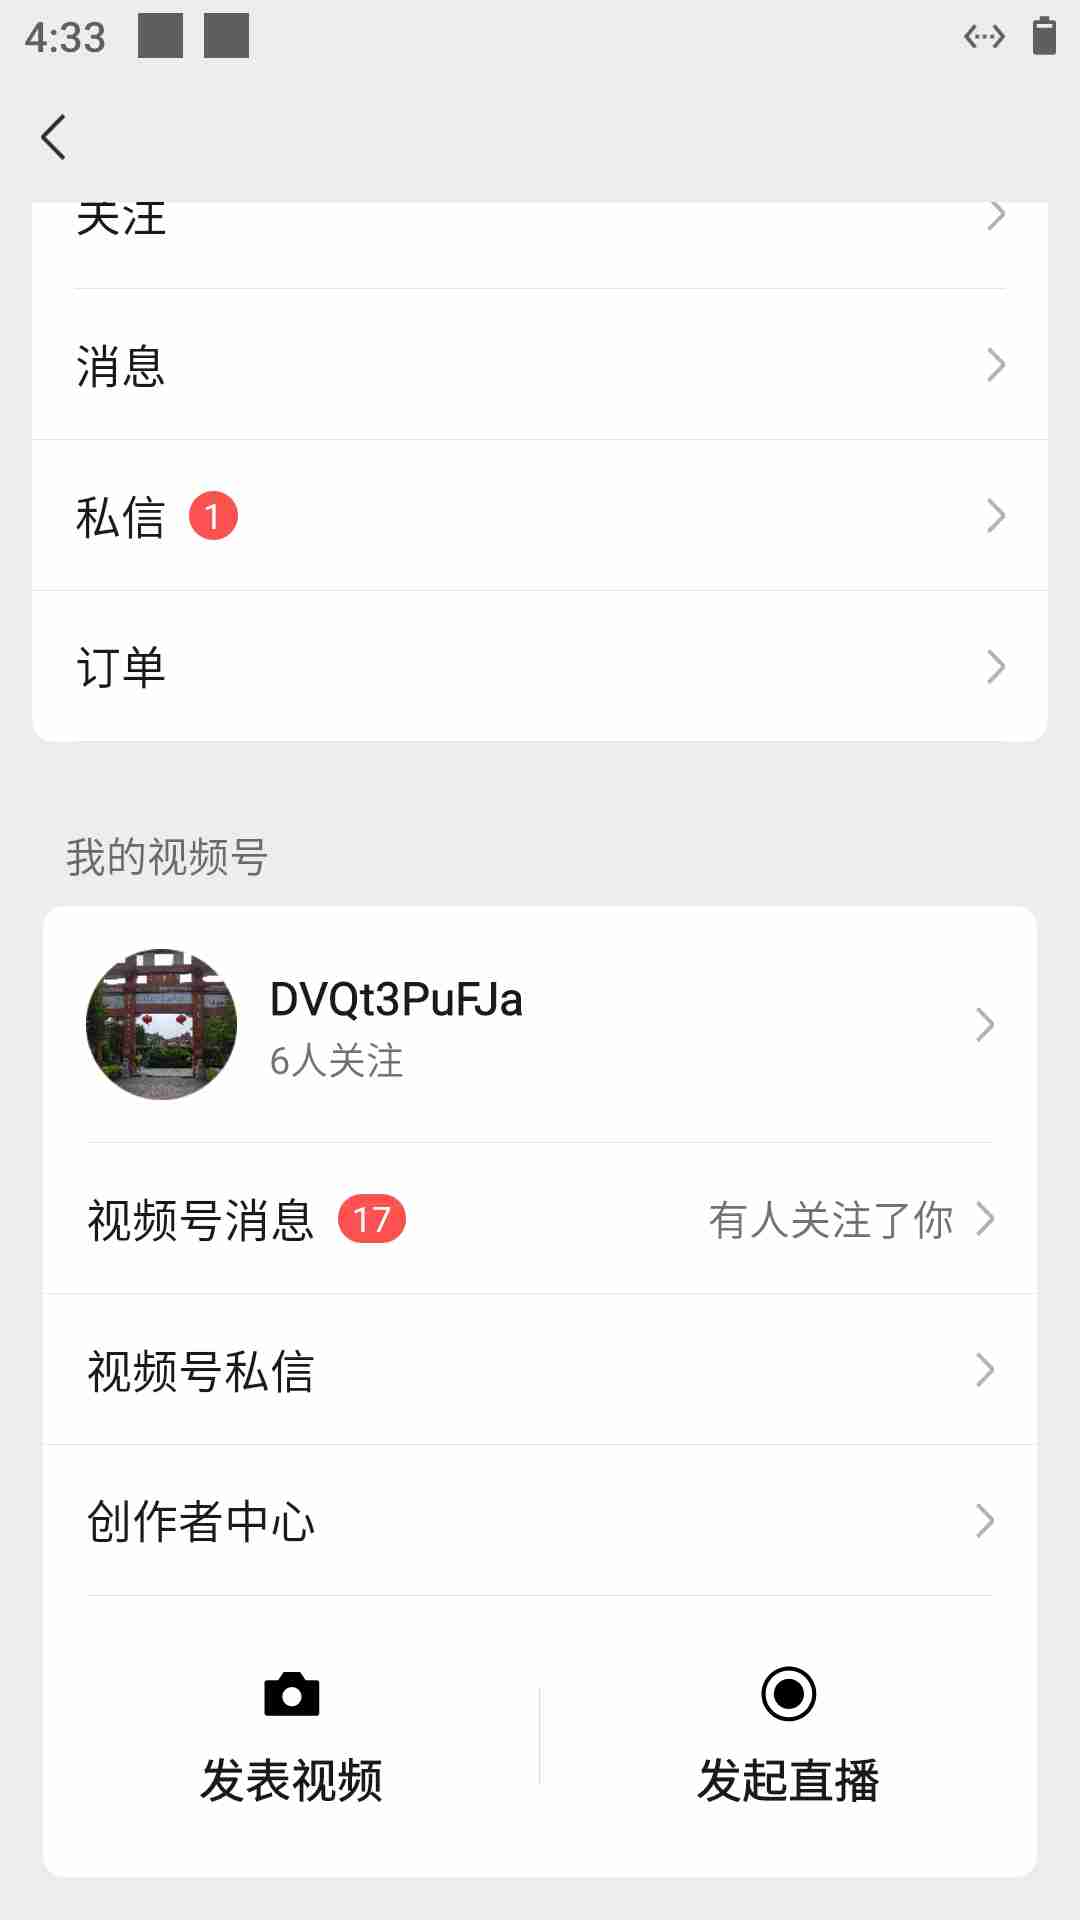 4:33
关注
消息
私信 1
订单
我的视频号
DVQt3PuFJa
6人关注
视频号消息 17 有人关注了你
视频号私信
创作者中心
发表视频 发起直播